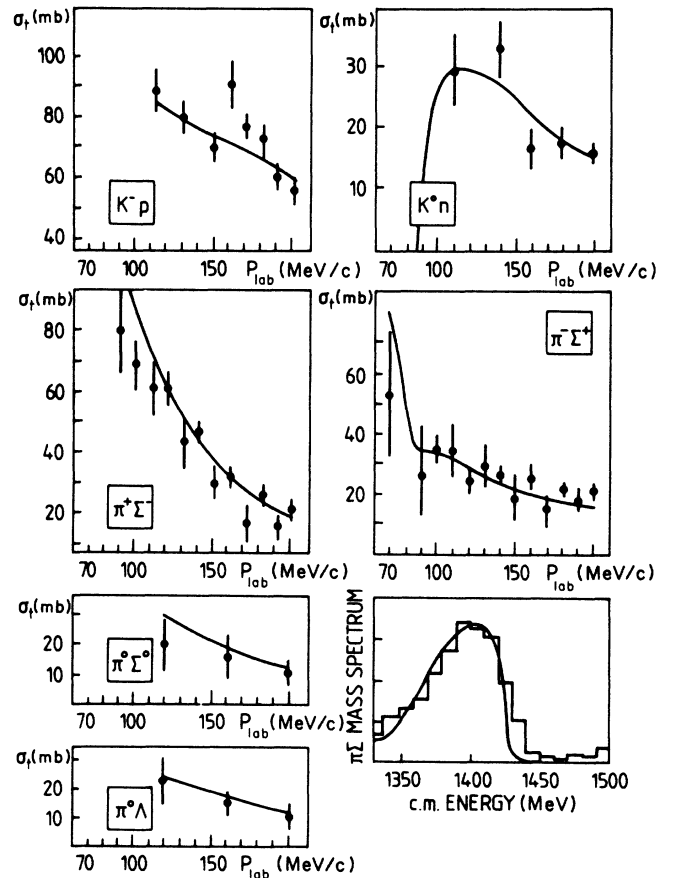 σt (mb)
100
80
60
40
K⁻p
70 100 150 Plab (MeV/c)
σt (mb)
30
20
10
K°n
70 100 150 Plab (MeV/c)
σt (mb)
80
60
40
20
π⁺Σ⁻
70 100 150 Plab (MeV/c)
σt (mb)
60
40
20
π⁻Σ⁺
70 100 150 Plab (MeV/c)
σt (mb)
20
10
π°Σ°
70 100 150 Plab (MeV/c)
πΣ MASS SPECTRUM
1350 1400 1450 1500
c.m. ENERGY (MeV)
σt (mb)
20
10
π°Λ
70 100 150 Plab (MeV/c)